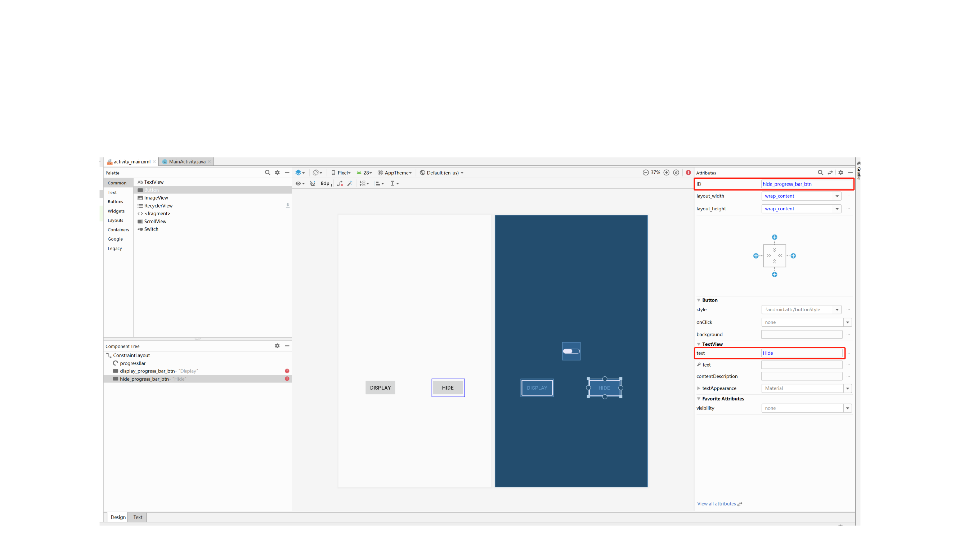 activity_main.xml
MainActivity.java
Palette
Pixel
28
AppTheme
Default (en-us)
37%
Attributes
Common
Text
Buttons
Widgets
Layouts
Containers
Google
Legacy
Ab TextView
ImageView
RecyclerView
<> <fragment>
ScrollView
Switch
8dp
ID
hide_progress_bar_btn
layout_width
wrap_content
layout_height
wrap_content
Button
style
buttonStyle
onClick
none
background
TextView
text
Hide
text
contentDescription
textAppearance
Material
Favorite Attributes
visibility
none
View all attributes
Component Tree
ConstraintLayout
progressBar
display_progress_bar_btn "Display"
hide_progress_bar_btn "Hide"
DISPLAY
HIDE
DISPLAY
HIDE
Design
Text